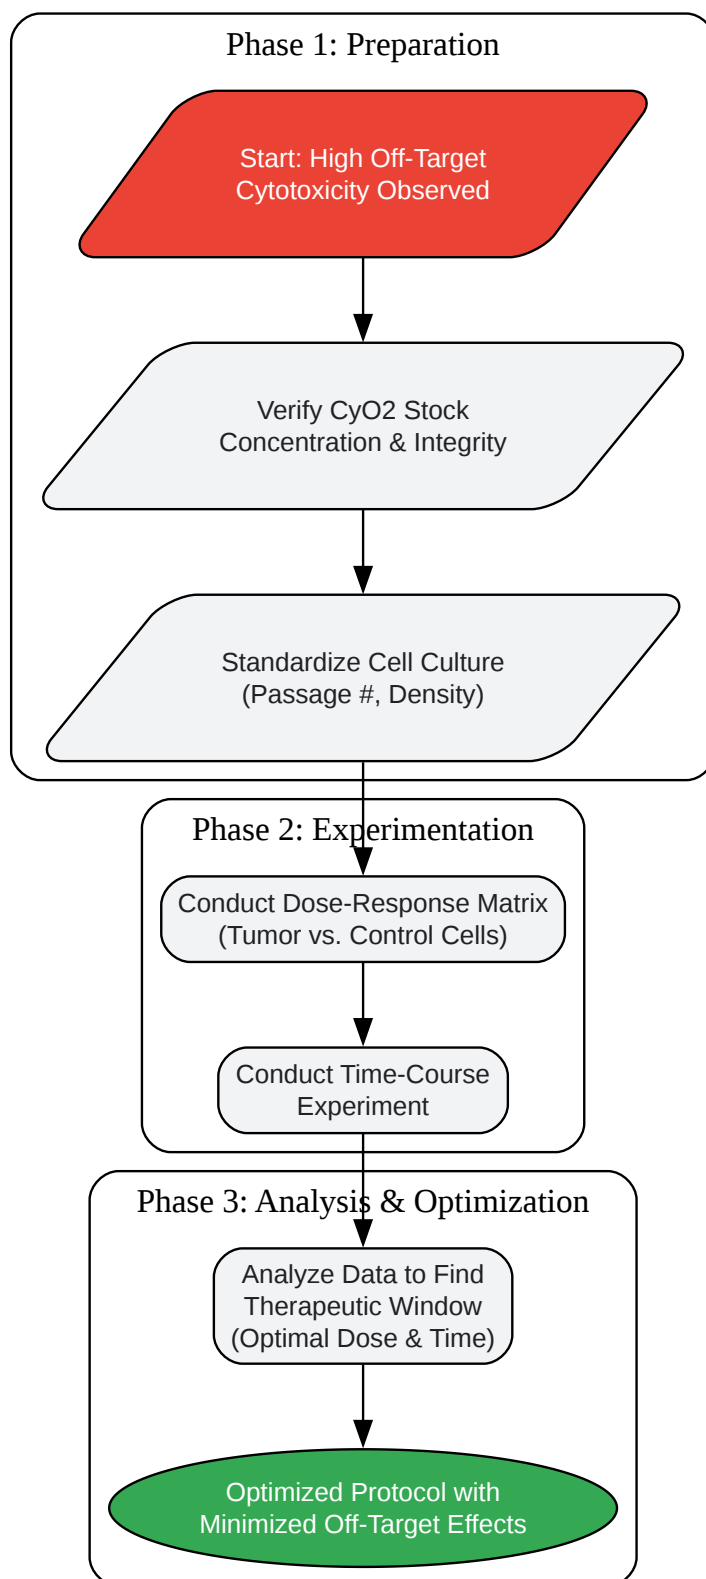 Phase 1: Preparation
Start: High Off-Target
Cytotoxicity Observed
Verify CyO2 Stock
Concentration & Integrity
Standardize Cell Culture
(Passage #, Density)
Phase 2: Experimentation
Conduct Dose-Response Matrix
(Tumor vs. Control Cells)
Conduct Time-Course
Experiment
Phase 3: Analysis & Optimization
Analyze Data to Find
Therapeutic Window
(Optimal Dose & Time)
Optimized Protocol with
Minimized Off-Target Effects